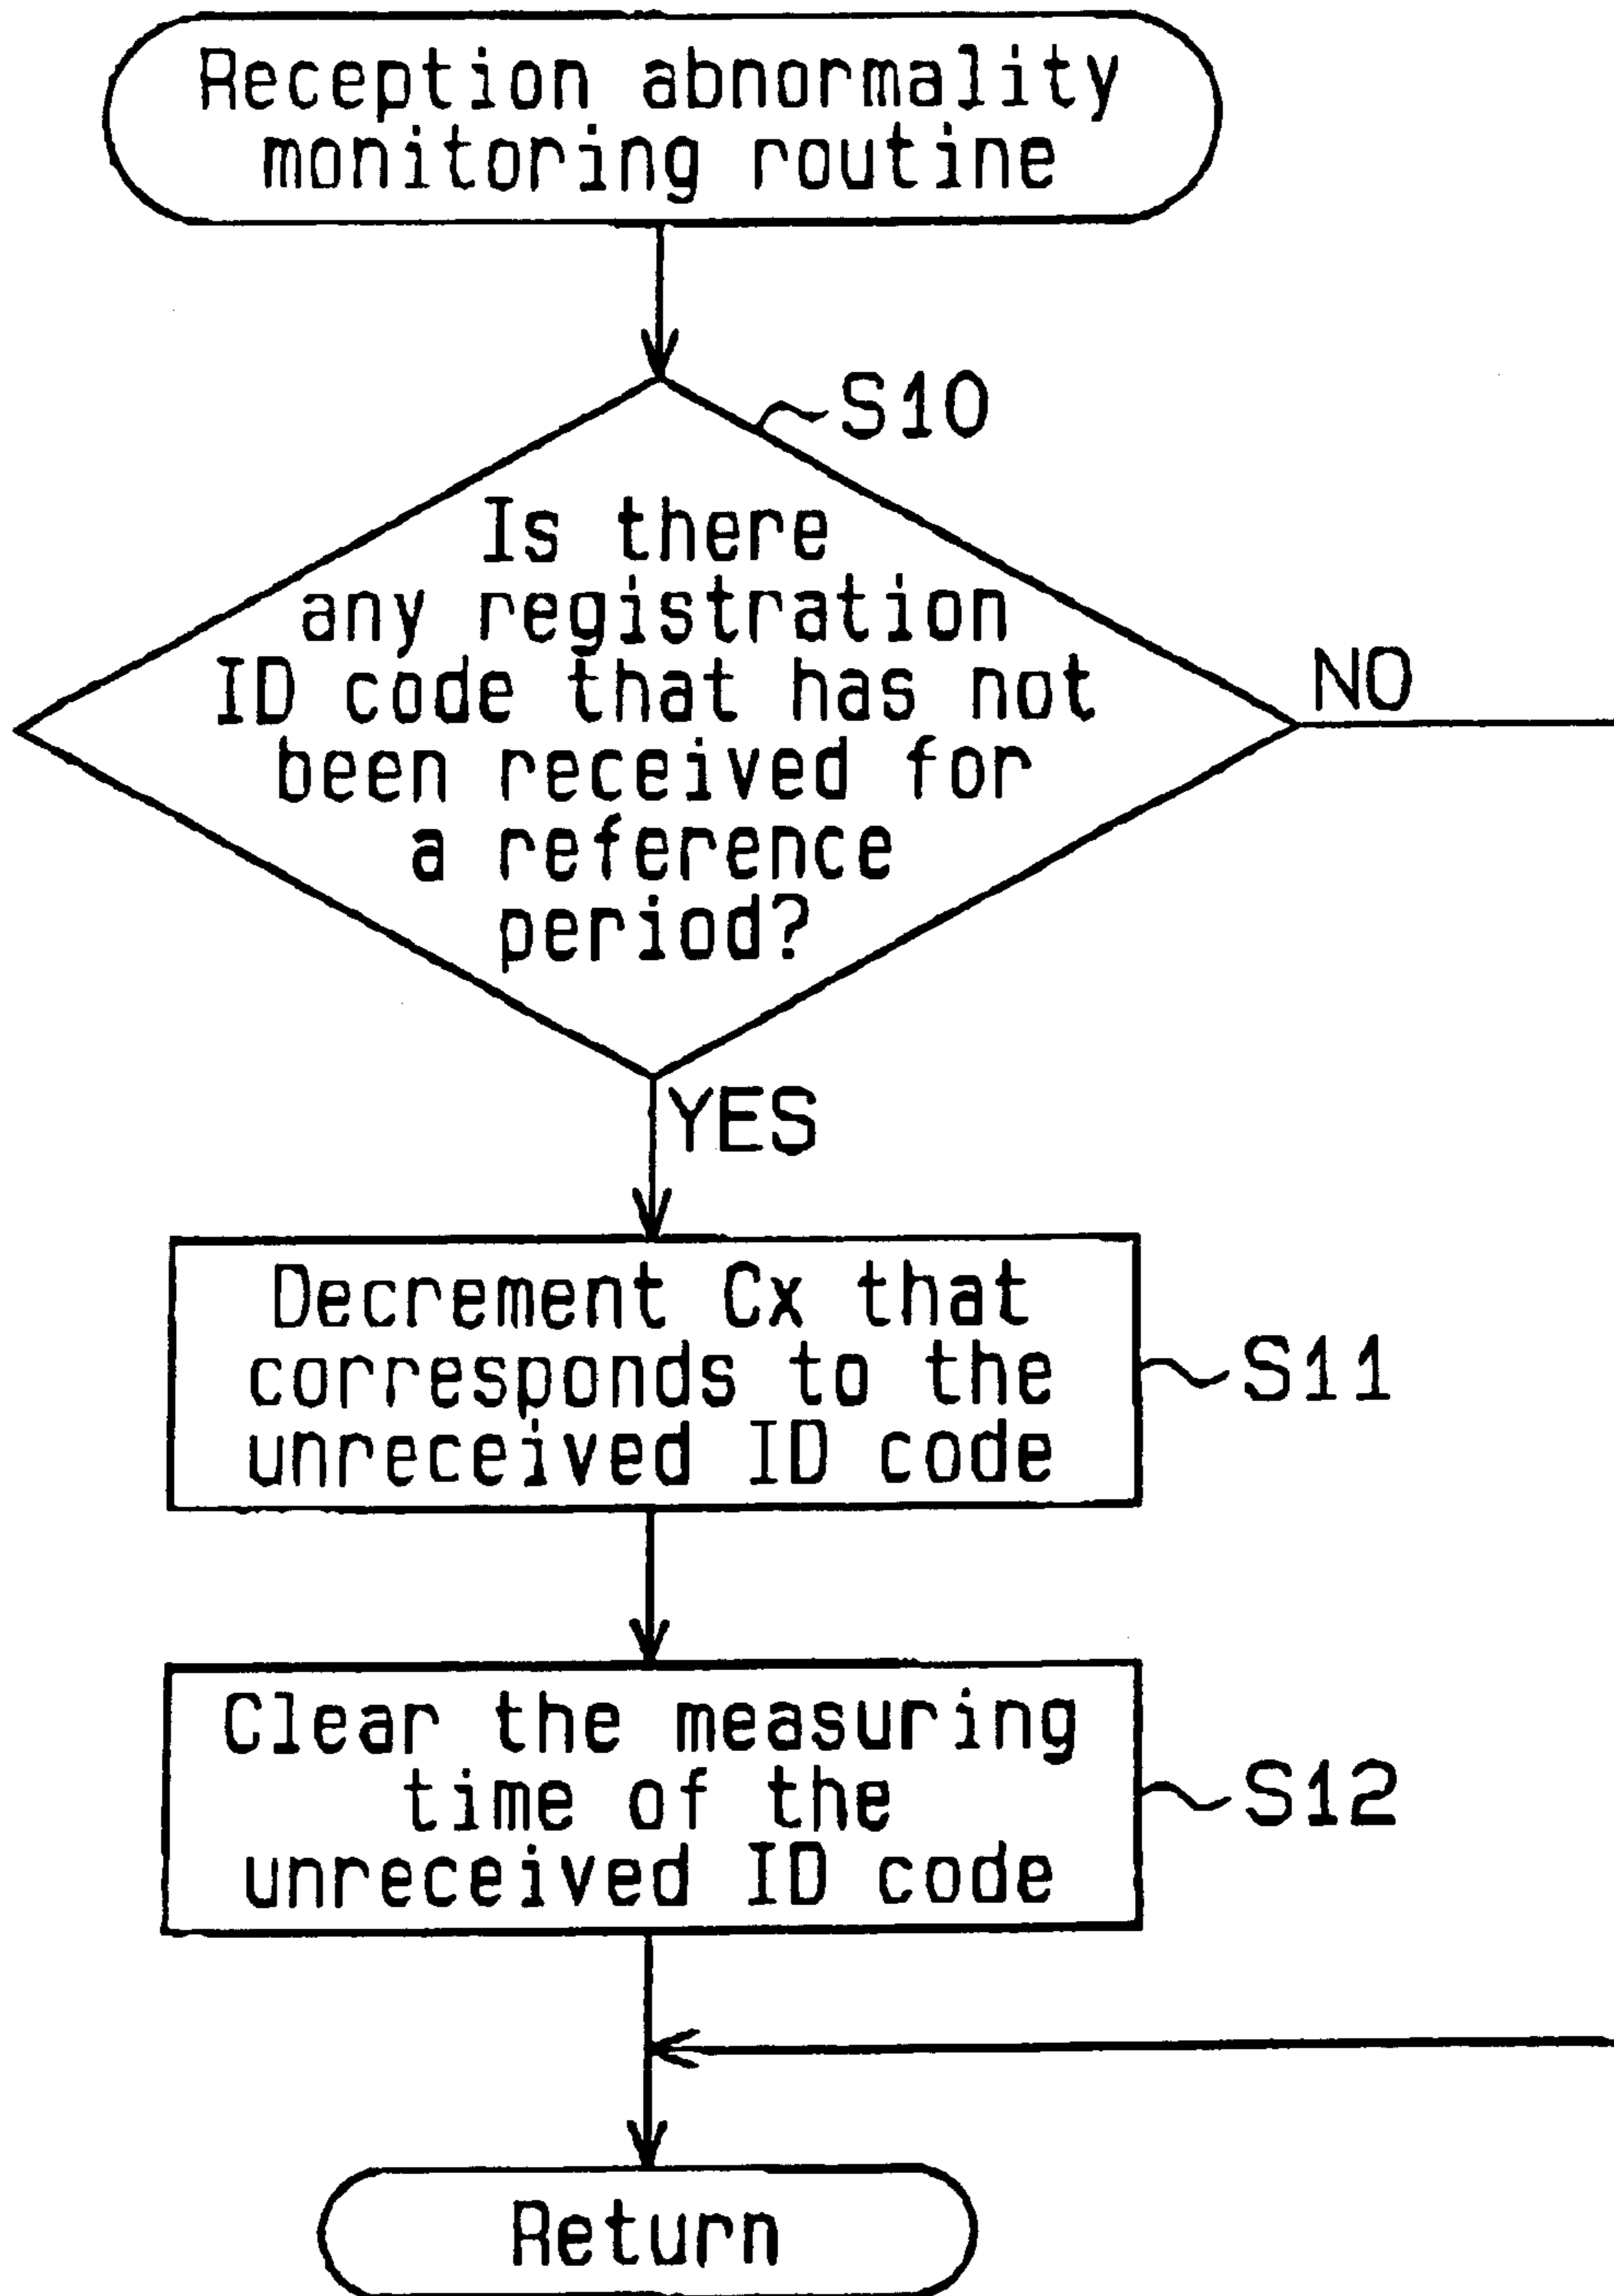 Reception abnormality
monitoring routine
S10
Is there
any registration
ID code that has not
been received for
a reference
period?
NO
YES
Decrement Cx that
corresponds to the
unreceived ID code
S11
Clear the measuring
time of the
unreceived ID code
S12
Return